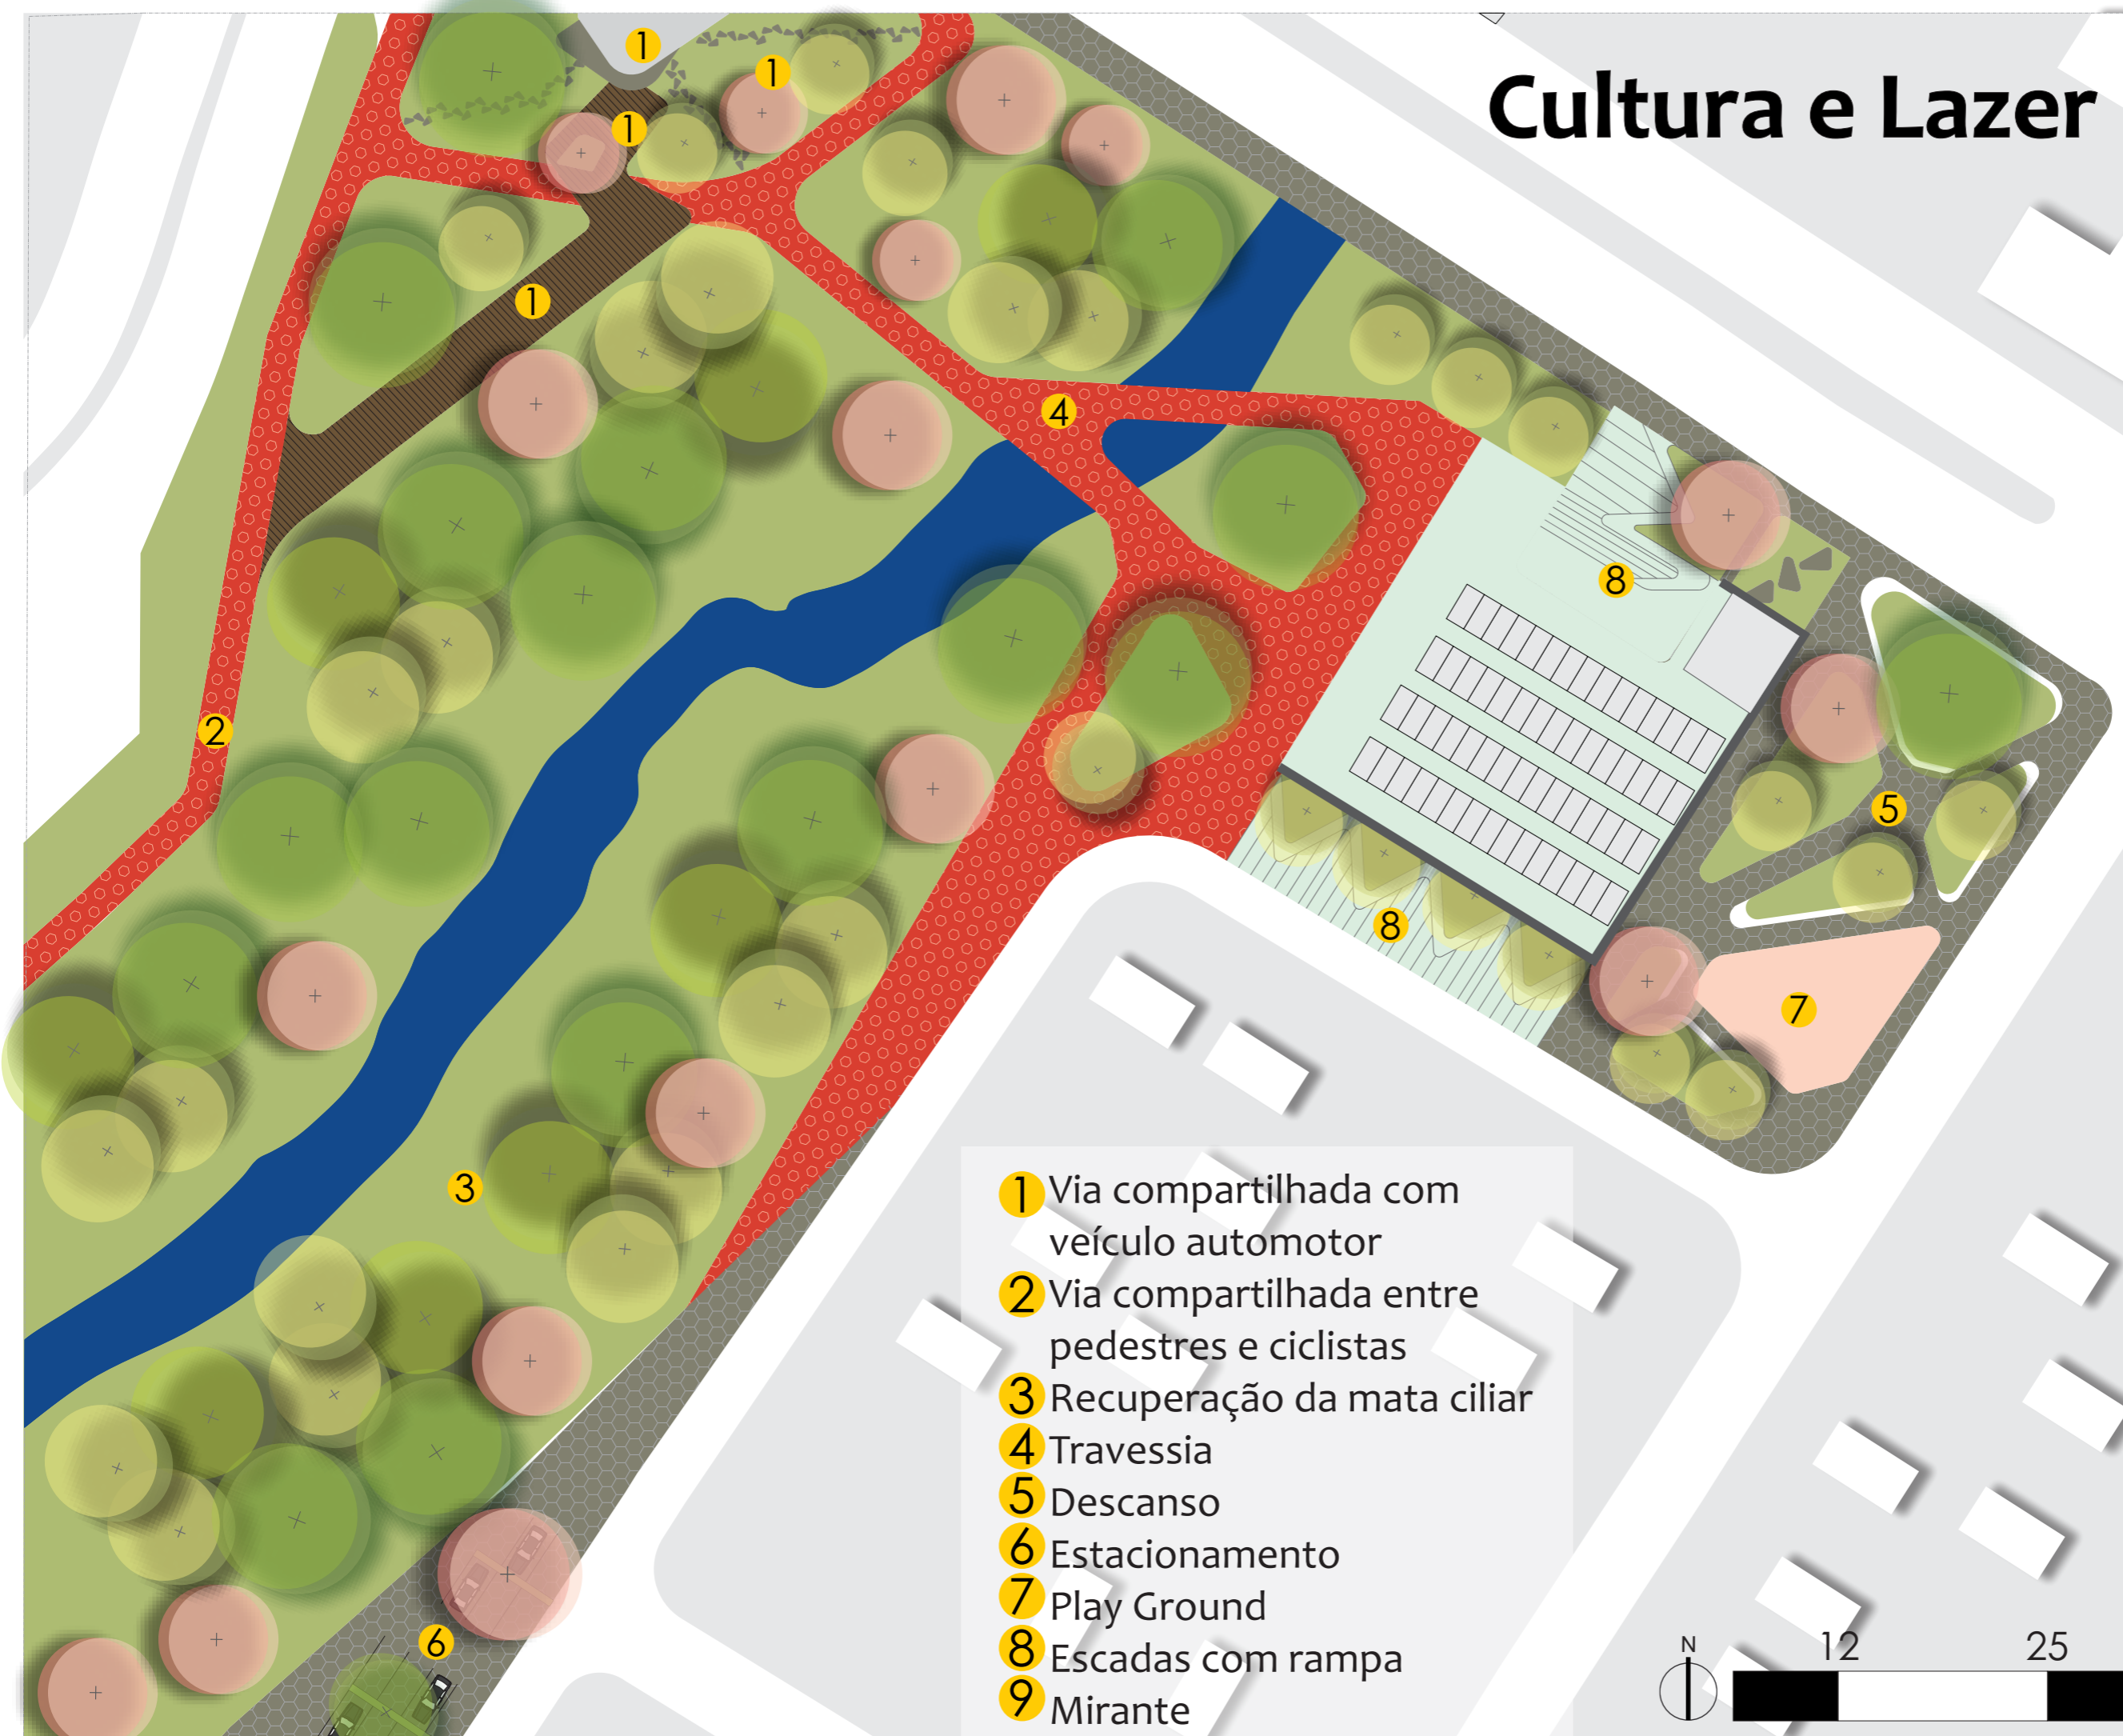 1
1
Cultura e Lazer
1
1
4
8
2
5
8
7
3
1 Via compartilhada com
veículo automotor
2 Via compartilhada entre
pedestres e ciclistas
3 Recuperação da mata ciliar
4 Travessia
5 Descanso
6 Estacionamento
7 Play Ground
8 Escadas com rampa
9 Mirante
6
N
12 25